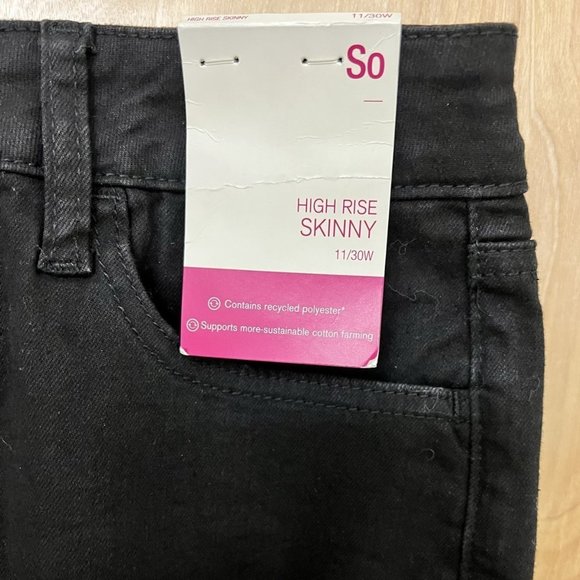 HIGH RISE SKINNY 11/30W
So
HIGH RISE
SKINNY
11/30W
Contains recycled polyester*
Supports more-sustainable cotton farming